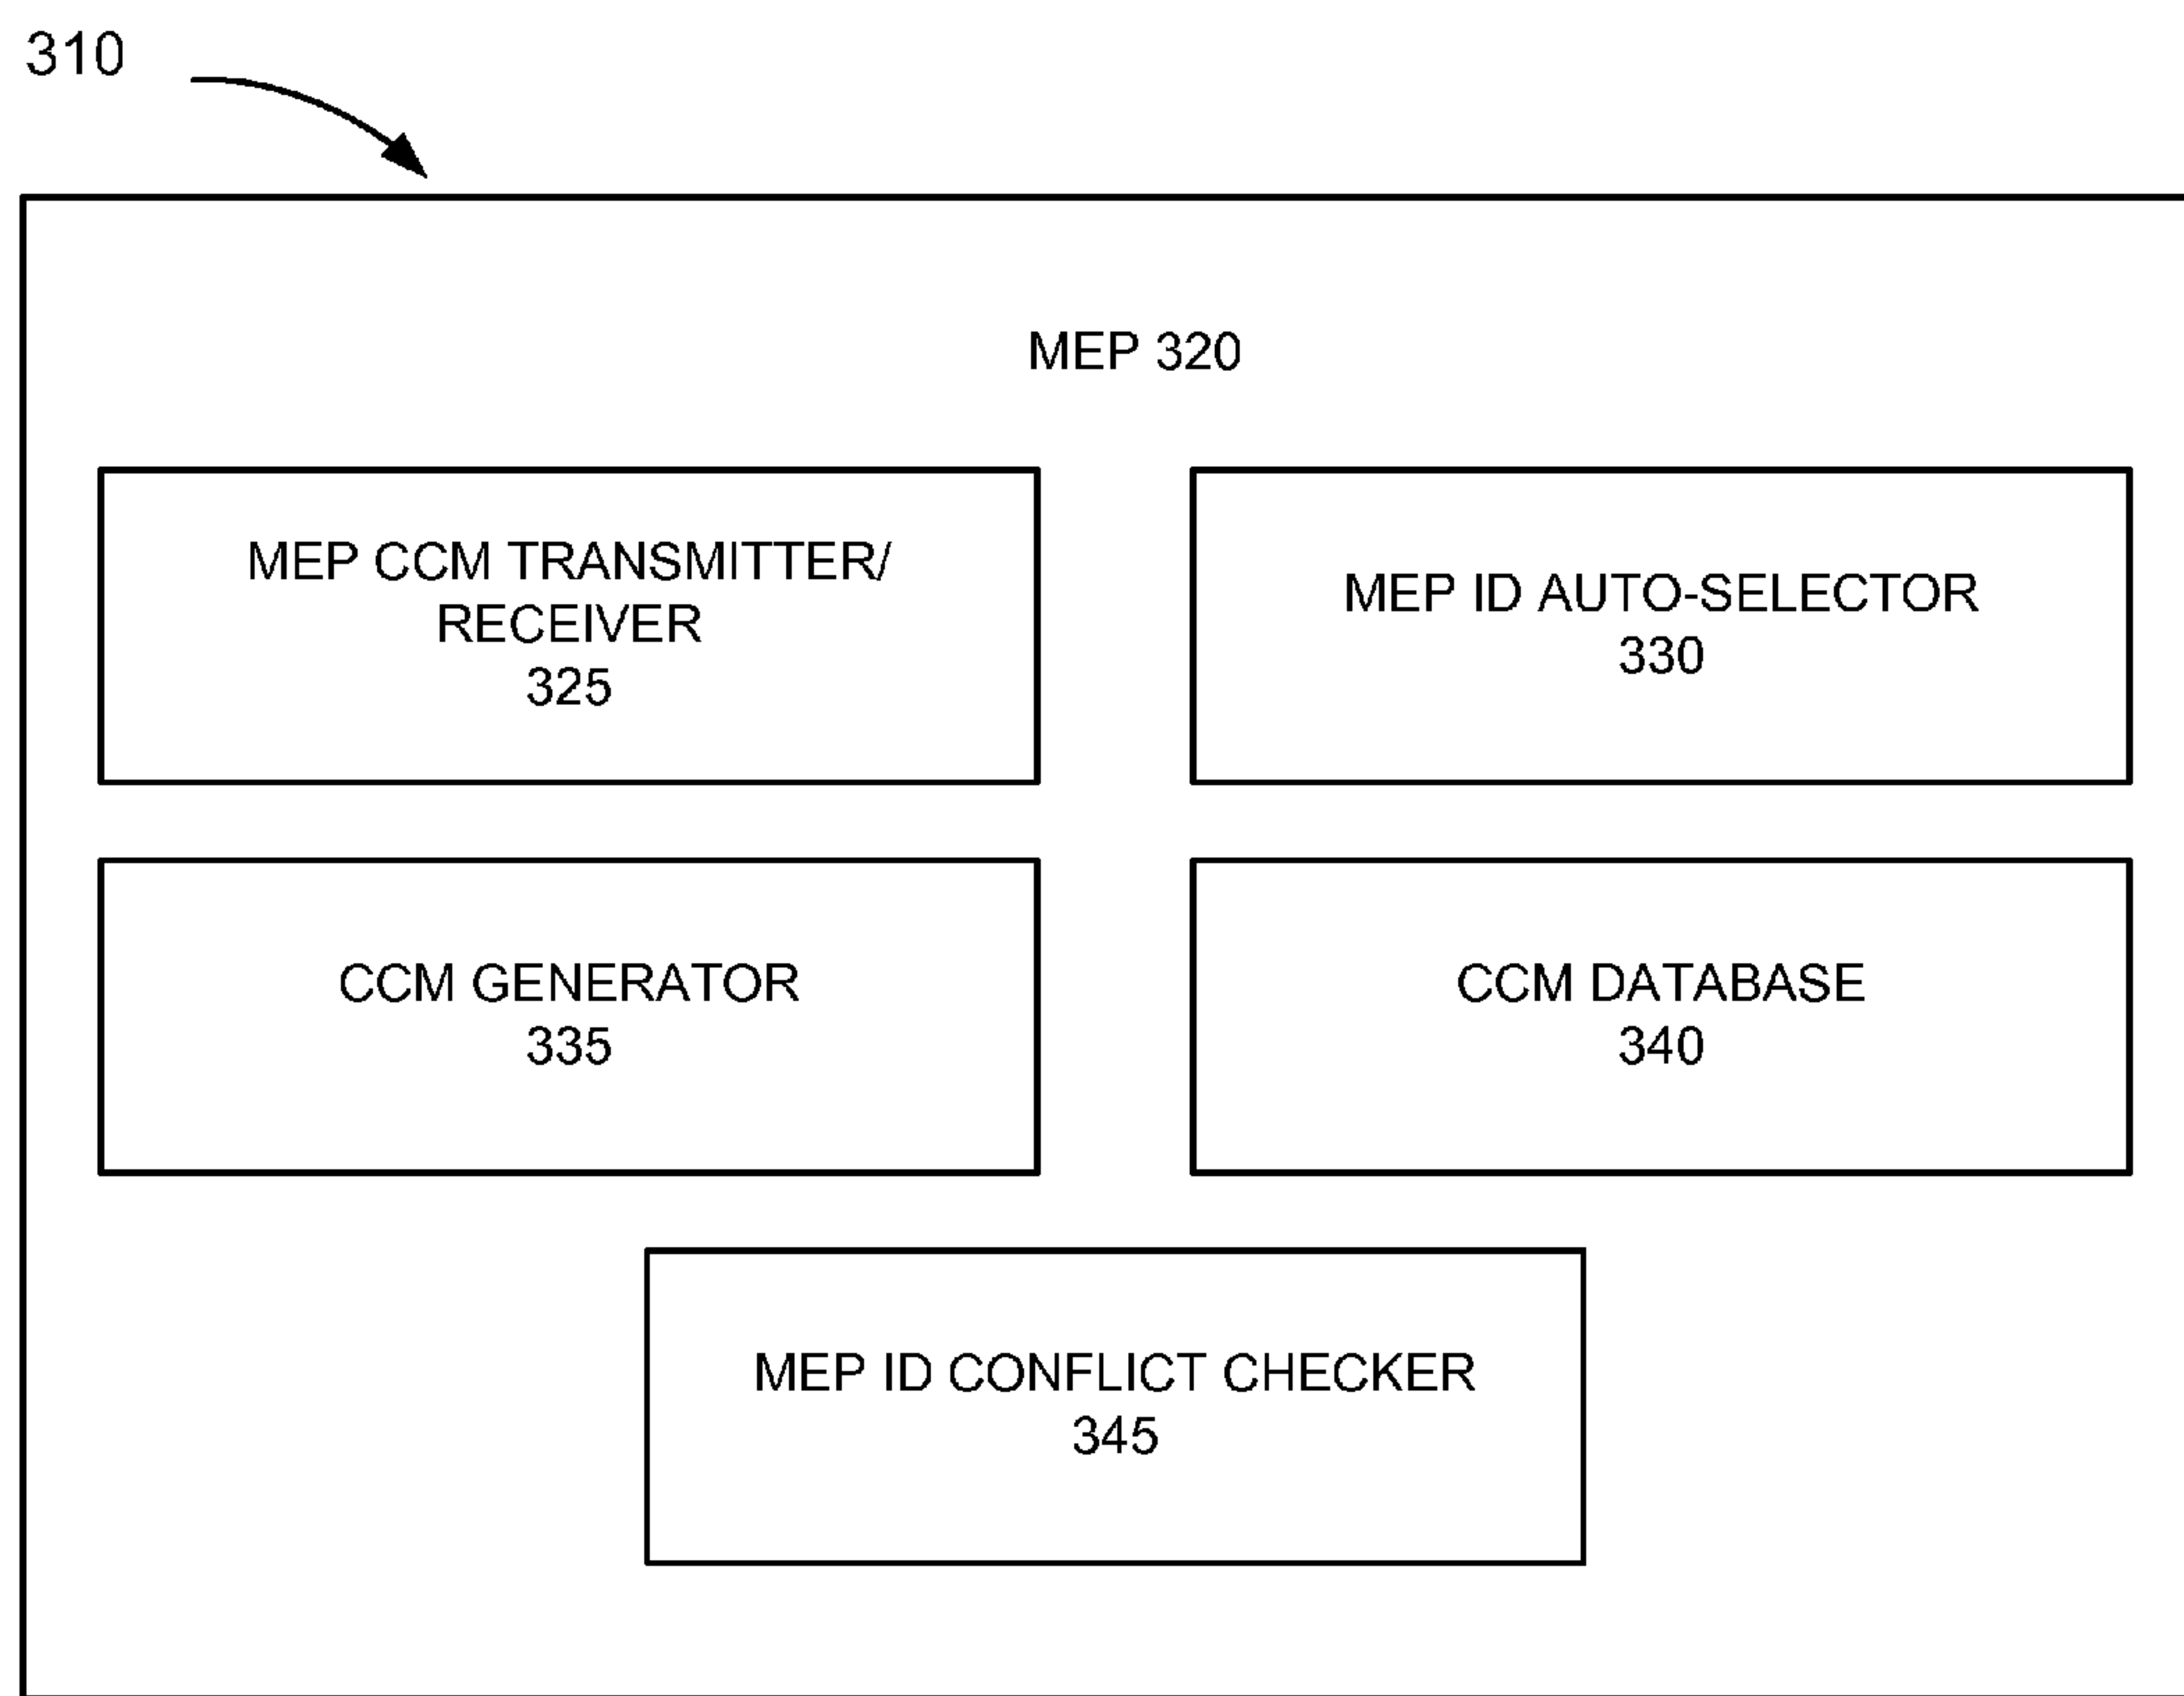 310
MEP 320
MEP CCM TRANSMITTER/
RECEIVER
325
MEP ID AUTO-SELECTOR
330
CCM GENERATOR
335
CCM DATABASE
340
MEP ID CONFLICT CHECKER
345